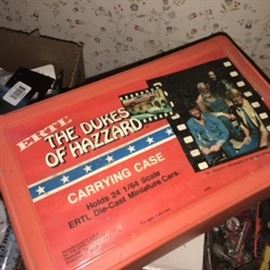 ERTL
THE DUKES
OF HAZZARD
CARRYING CASE
Holds 24 1/64 Scale
ERTL Die-Cast Miniature Cars.